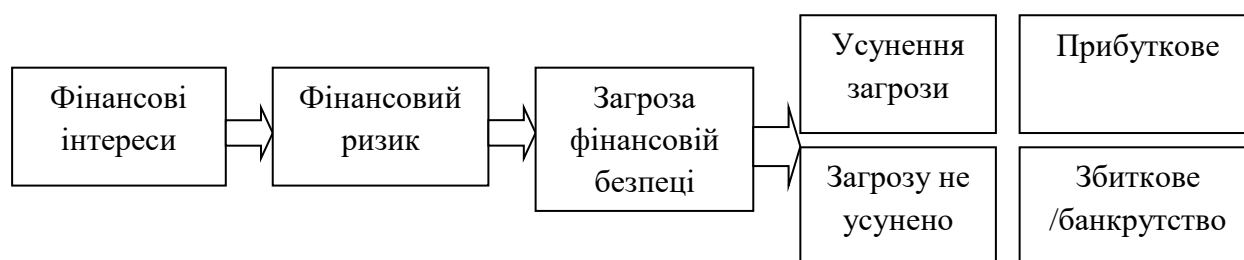 Фінансові
інтереси
Фінансовий
ризик
Загроза
фінансовій
безпеці
Усунення
загрози
Прибуткове
Загрозу не
усунено
Збиткове
/банкрутство